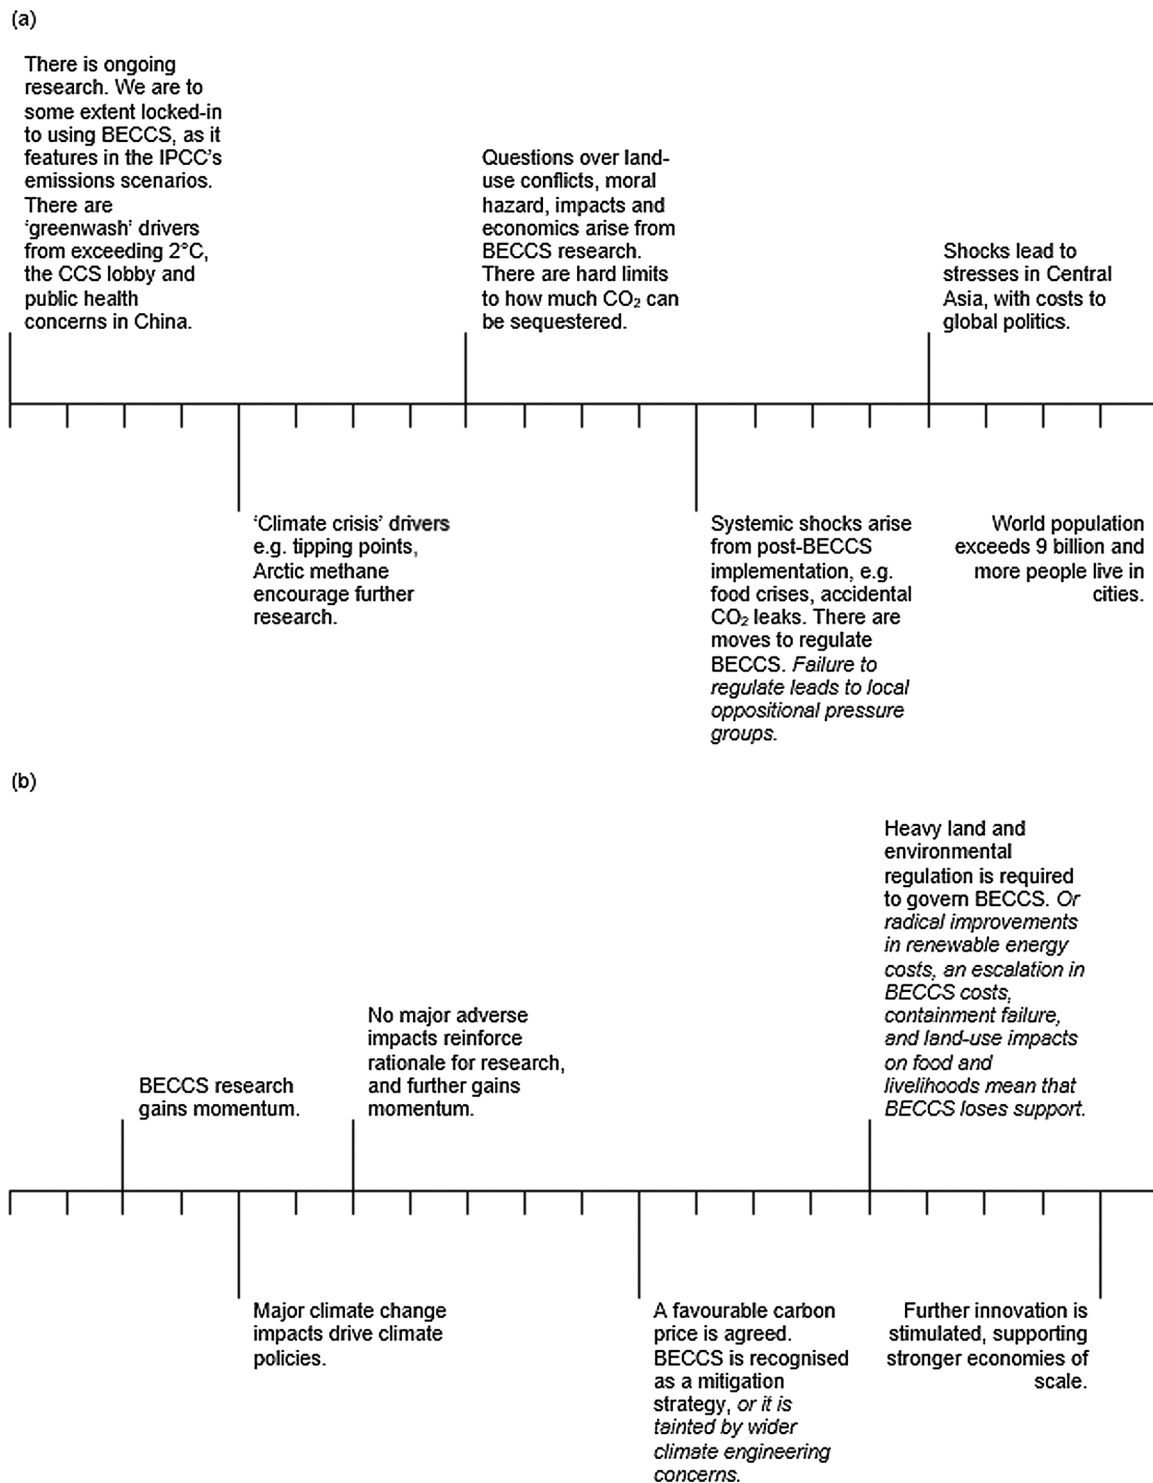 (a)
There is ongoing
research. We are to
some extent locked-in
to using BECCS, as it
features in the IPCC's
emissions scenarios.
There are
'greenwash' drivers
from exceeding 2°C,
the CCS lobby and
public health
concerns in China.
Questions over land-
use conflicts, moral
hazard, impacts and
economics arise from
BECCS research.
There are hard limits
to how much CO₂ can
be sequestered.
Shocks lead to
stresses in Central
Asia, with costs to
global politics.
'Climate crisis' drivers
e.g. tipping points,
Arctic methane
encourage further
research.
Systemic shocks arise
from post-BECCS
implementation, e.g.
food crises, accidental
CO₂ leaks. There are
moves to regulate
BECCS. Failure to
regulate leads to local
oppositional pressure
groups.
World population
exceeds 9 billion and
more people live in
cities.
(b)
BECCS research
gains momentum.
No major adverse
impacts reinforce
rationale for research,
and further gains
momentum.
Heavy land and
environmental
regulation is required
to govern BECCS. Or
radical improvements
in renewable energy
costs, an escalation in
BECCS costs,
containment failure,
and land-use impacts
on food and
livelihoods mean that
BECCS loses support.
Major climate change
impacts drive climate
policies.
A favourable carbon
price is agreed.
BECCS is recognised
as a mitigation
strategy, or it is
tainted by wider
climate engineering
concerns.
Further innovation is
stimulated, supporting
stronger economies of
scale.